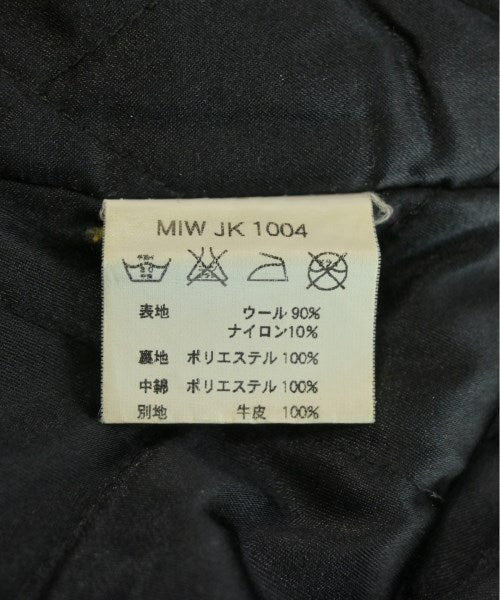 MIW JK 1004
表地 ウール 90%
ナイロン10%
裏地 ポリエステル 100%
中綿 ポリエステル 100%
別地 牛皮 100%